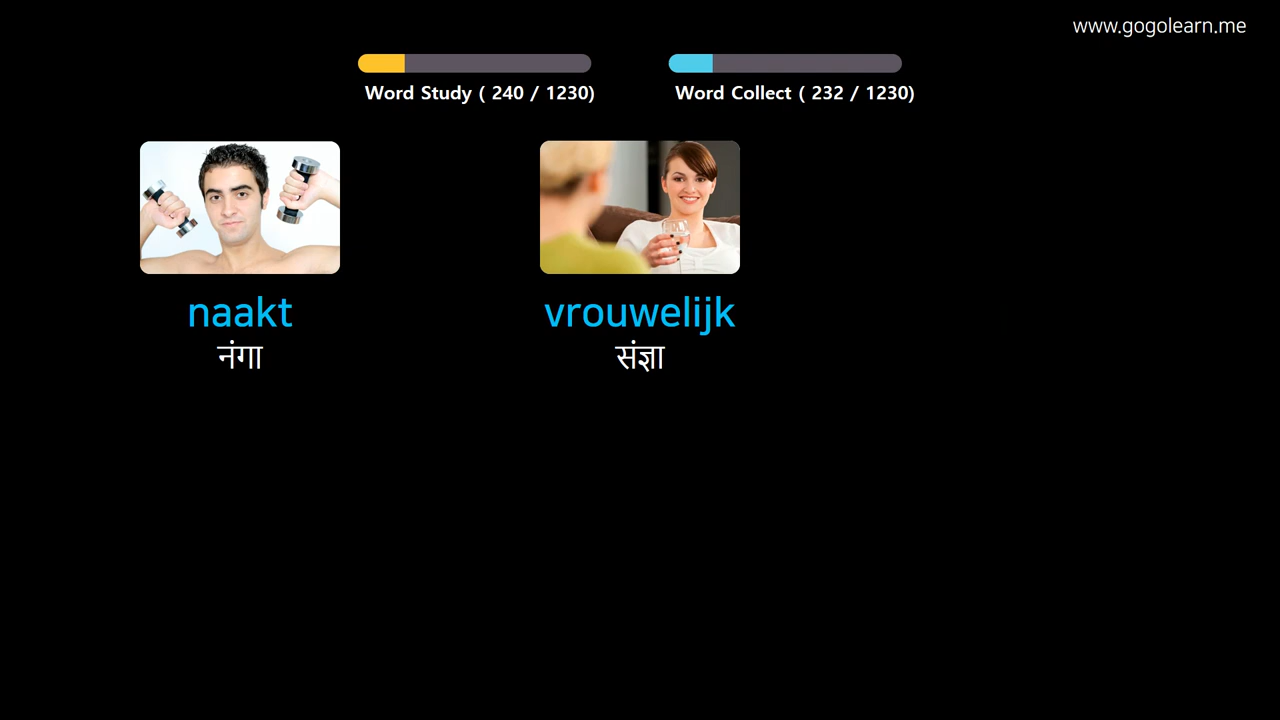 www.gogolearn.me
Word Study ( 240 / 1230)
Word Collect ( 232 / 1230)
naakt
vrouwelijk
नंगा
संज्ञा